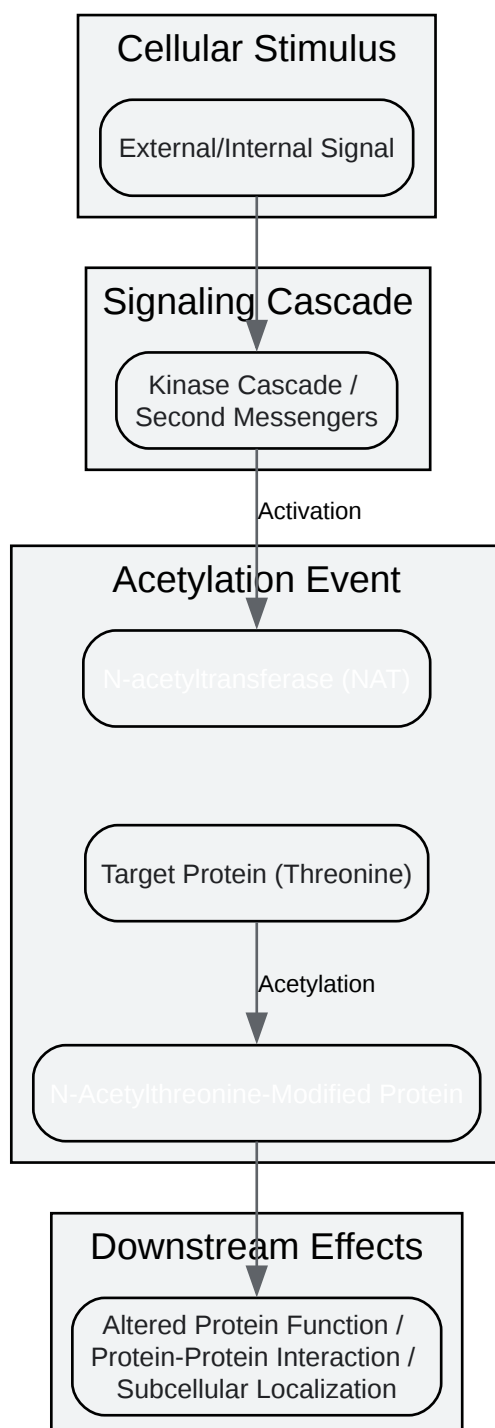 Cellular Stimulus
External/Internal Signal
Signaling Cascade
Kinase Cascade /
Second Messengers
Activation
Acetylation Event
N-acetyltransferase (NAT)
Target Protein (Threonine)
Acetylation
N-Acetylthreonine-Modified Protein
Downstream Effects
Altered Protein Function /
Protein-Protein Interaction /
Subcellular Localization